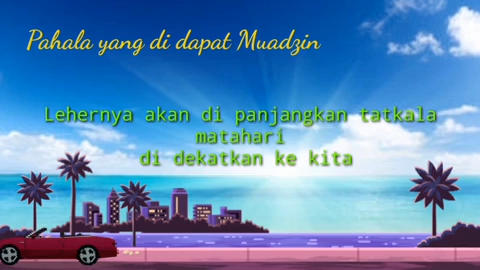 Pahala yang di dapat Muadzin
Lehernya akan di panjangkan tatkala
matahari
di dekatkan ke kita